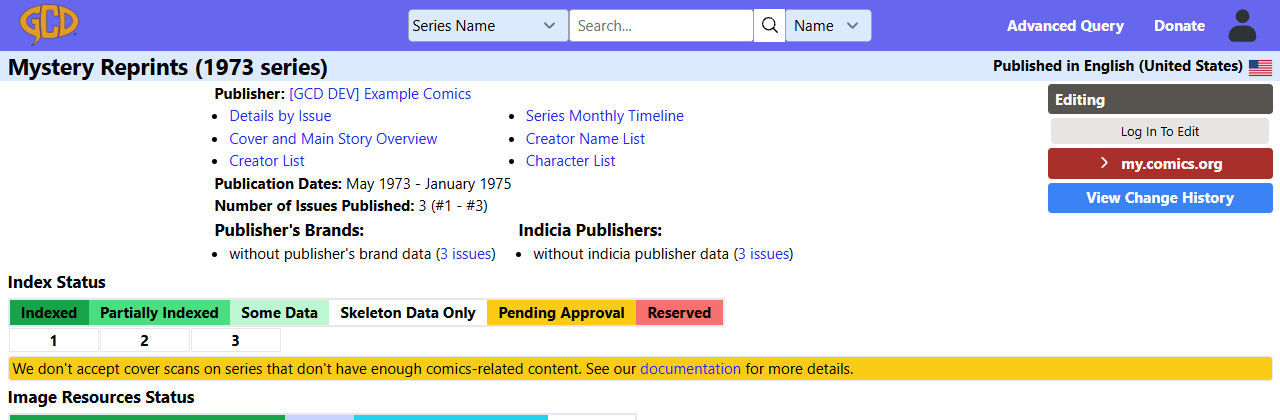 GCD
Series Name
Search...
Name
Advanced Query
Donate
Mystery Reprints (1973 series)
Published in English (United States)
Publisher: [GCD DEV] Example Comics
• Details by Issue
• Series Monthly Timeline
• Cover and Main Story Overview
• Creator Name List
• Creator List
• Character List
Publication Dates: May 1973 - January 1975
Number of Issues Published: 3 (#1 - #3)
Publisher's Brands:
• without publisher's brand data (3 issues)
Indicia Publishers:
• without indicia publisher data (3 issues)
Editing
Log In To Edit
my.comics.org
View Change History
Index Status
Indexed Partially Indexed Some Data Skeleton Data Only Pending Approval Reserved
1 2 3
We don't accept cover scans on series that don't have enough comics-related content. See our documentation for more details.
Image Resources Status